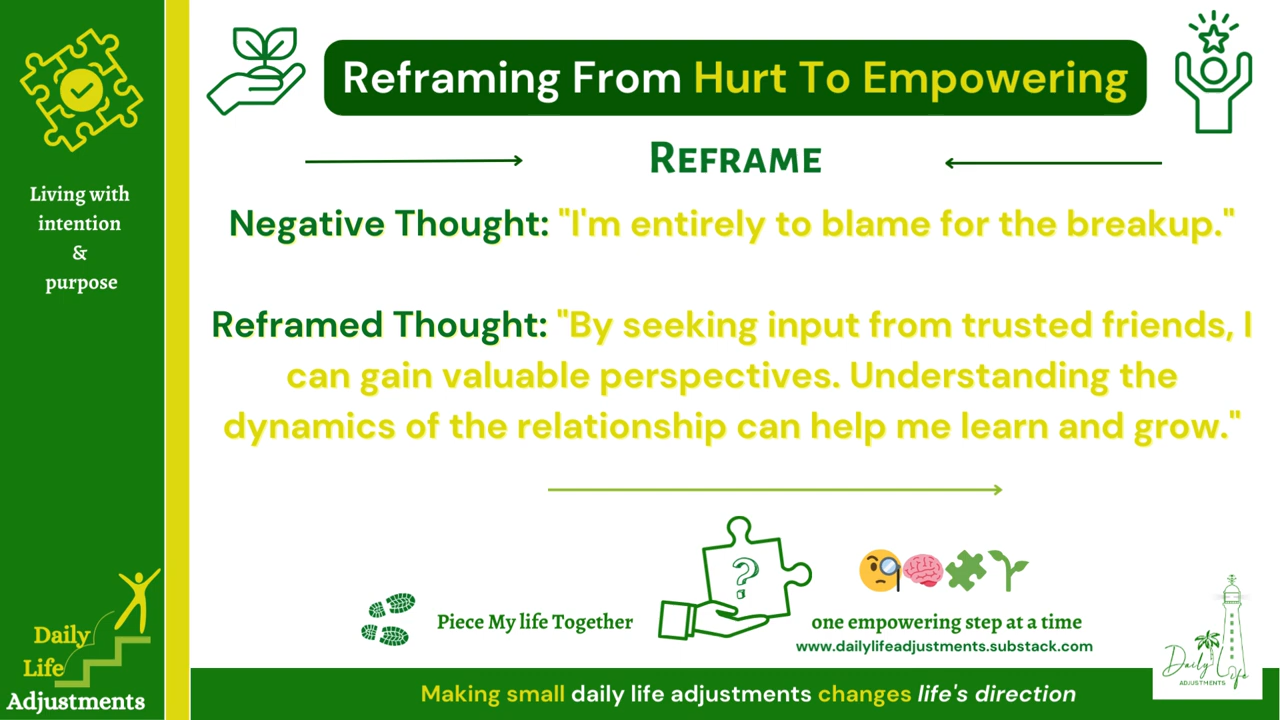 Living with
intention
&
purpose
Daily
Life
Adjustments
Reframing From Hurt To Empowering
REFRAME
Negative Thought: "I'm entirely to blame for the breakup."
Reframed Thought: "By seeking input from trusted friends, I
can gain valuable perspectives. Understanding the
dynamics of the relationship can help me learn and grow."
?
Piece My life Together
one empowering step at a time
www.dailylifeadjustments.substack.com
Making small daily life adjustments changes life's direction
Daily Life
ADJUSTMENTS